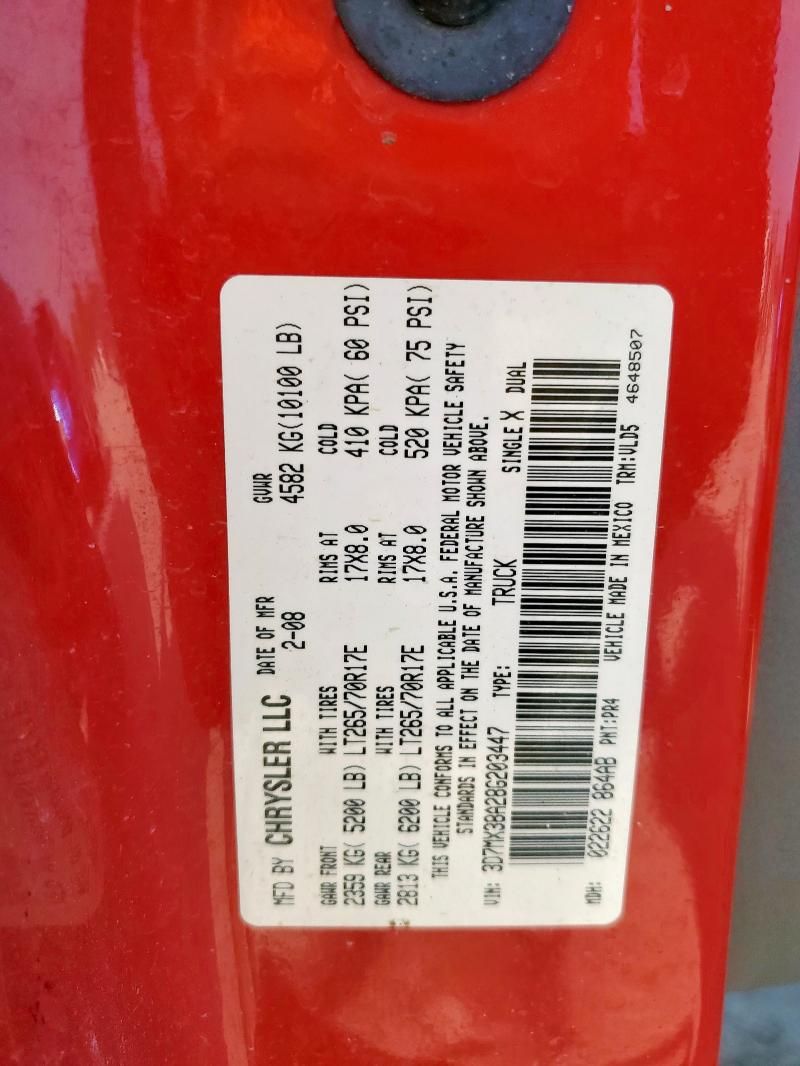 MFD BY CHRYSLER LLC DATE OF MFR 2-08 GVWR 4582 KG(10100 LB)
GAWR FRONT WITH TIRES RIMS AT COLD
2359 KG( 5200 LB) LT265/70R17E 17X8.0 410 KPA( 60 PSI)
GAWR REAR WITH TIRES RIMS AT COLD
2813 KG( 6200 LB) LT265/70R17E 17X8.0 520 KPA( 75 PSI)
THIS VEHICLE CONFORMS TO ALL APPLICABLE U.S.A. FEDERAL MOTOR VEHICLE SAFETY
STANDARDS IN EFFECT ON THE DATE OF MANUFACTURE SHOWN ABOVE.
VIN: 3D7MX38A28G203447 TYPE: TRUCK SINGLE X DUAL
MDH: 022622 864AB PNT:PR4 VEHICLE MADE IN MEXICO TRM:VLD5 4648507